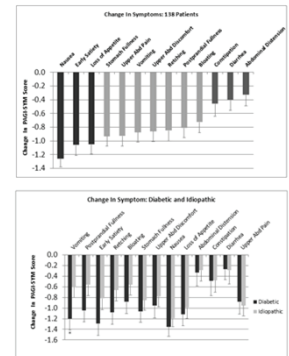 Change In Symptoms: 138 Patients
Nausea
Early Satiety
Loss of Appetite
Stomach Fullness
Upper Abd Pain
Vomiting
Upper Abd Discomfort
Retching
Postprandial Fullness
Bloating
Constipation
Diarrhea
Abdominal Distension
Change In PAGI-SYM Score
0.0
-0.2
-0.4
-0.6
-0.8
-1.0
-1.2
-1.4
Change In Symptom: Diabetic and Idiopathic
Vomiting
Postprandial Fullness
Early Satiety
Retching
Bloating
Stomach Fullness
Upper Abd Discomfort
Nausea
Loss of Appetite
Abdominal Distension
Constipation
Diarrhea
Upper Abd Pain
Change In PAGI-SYM Score
0.0
-0.2
-0.4
-0.6
-0.8
-1.0
-1.2
-1.4
-1.6
Diabetic
Idiopathic